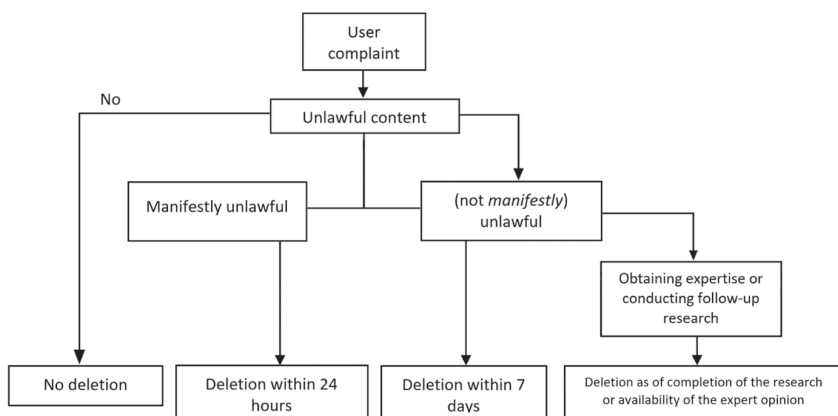 User
complaint
No
Unlawful content
Manifestly unlawful
(not manifestly)
unlawful
Obtaining expertise or
conducting follow-up
research
No deletion
Deletion within 24
hours
Deletion within 7
days
Deletion as of completion of the research
or availability of the expert opinion